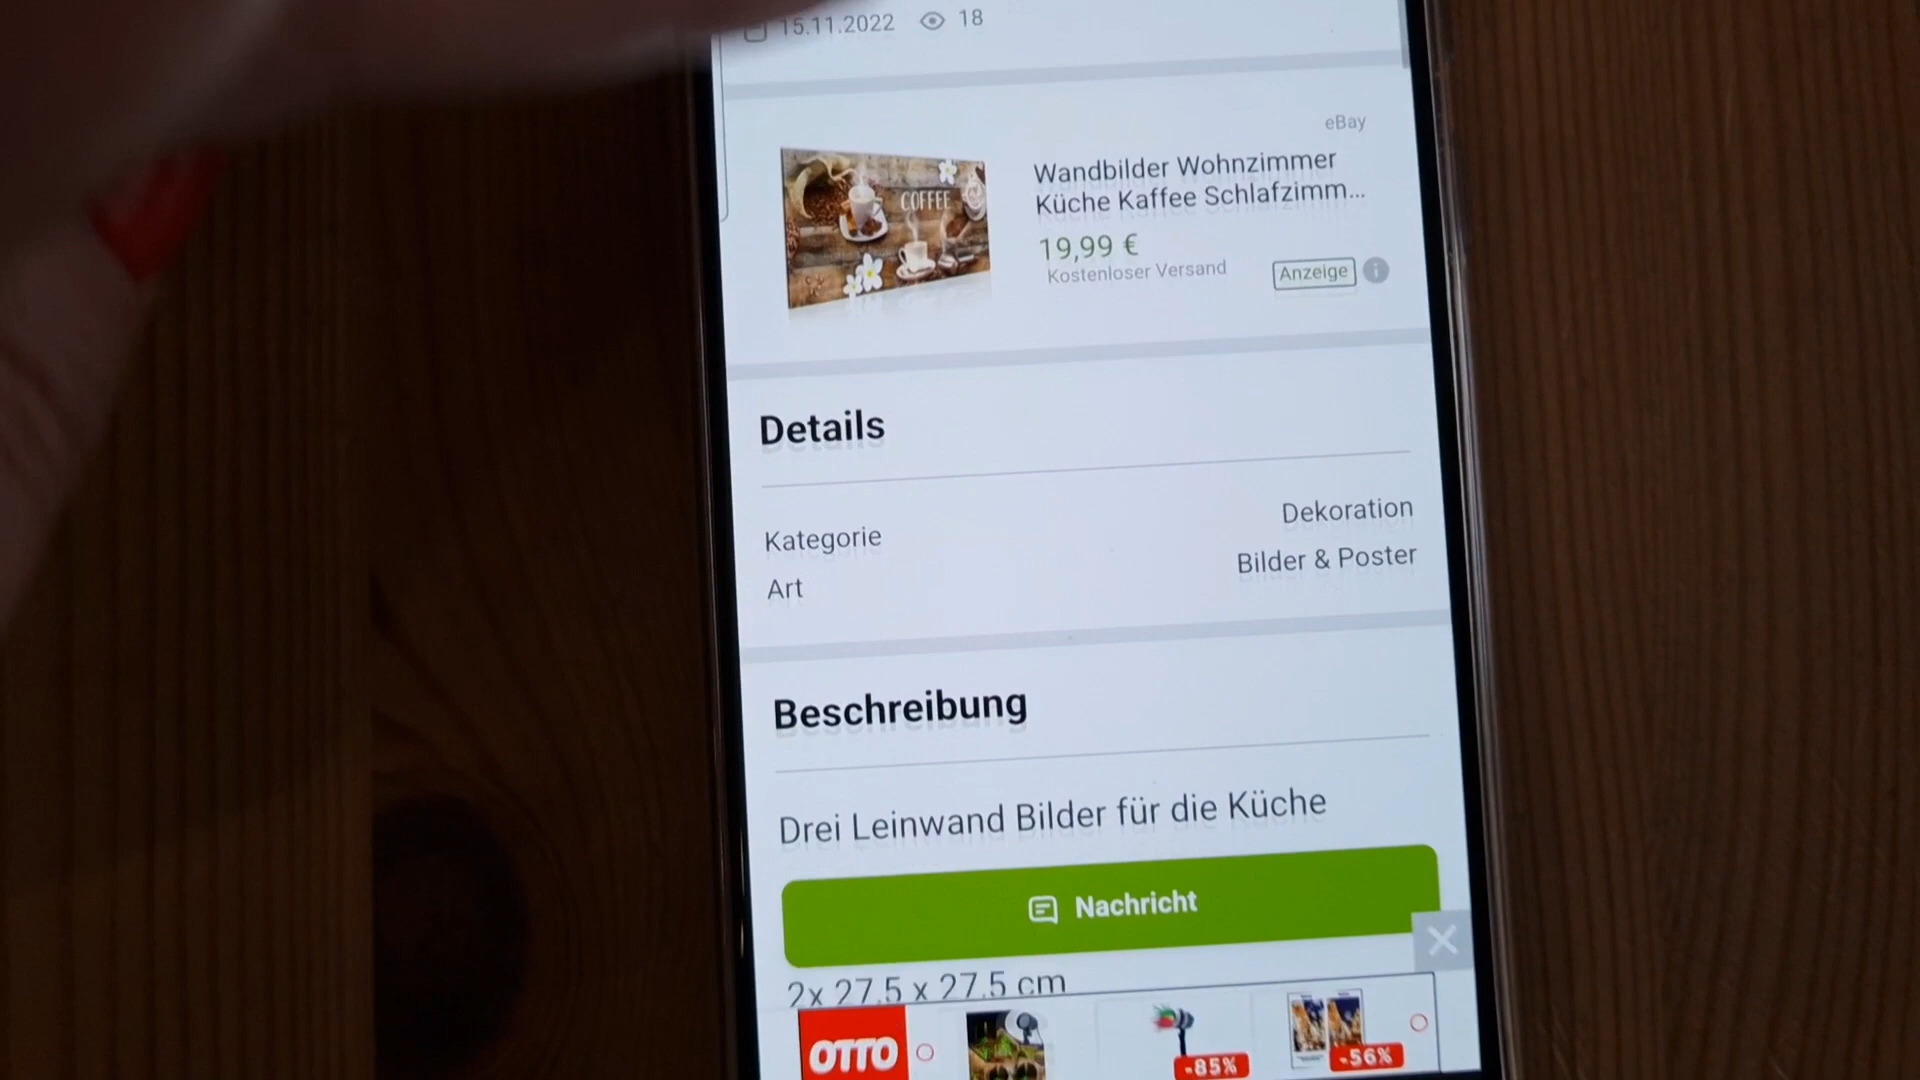 15.11.2022 18
eBay
COFFEE
Wandbilder Wohnzimmer
Küche Kaffee Schlafzimm...
19,99 €
Kostenloser Versand
Anzeige i
Details
Kategorie
Dekoration
Art
Bilder & Poster
Beschreibung
Drei Leinwand Bilder für die Küche
Nachricht
2x 27,5 x 27,5 cm
OTTO
-85%
-56%